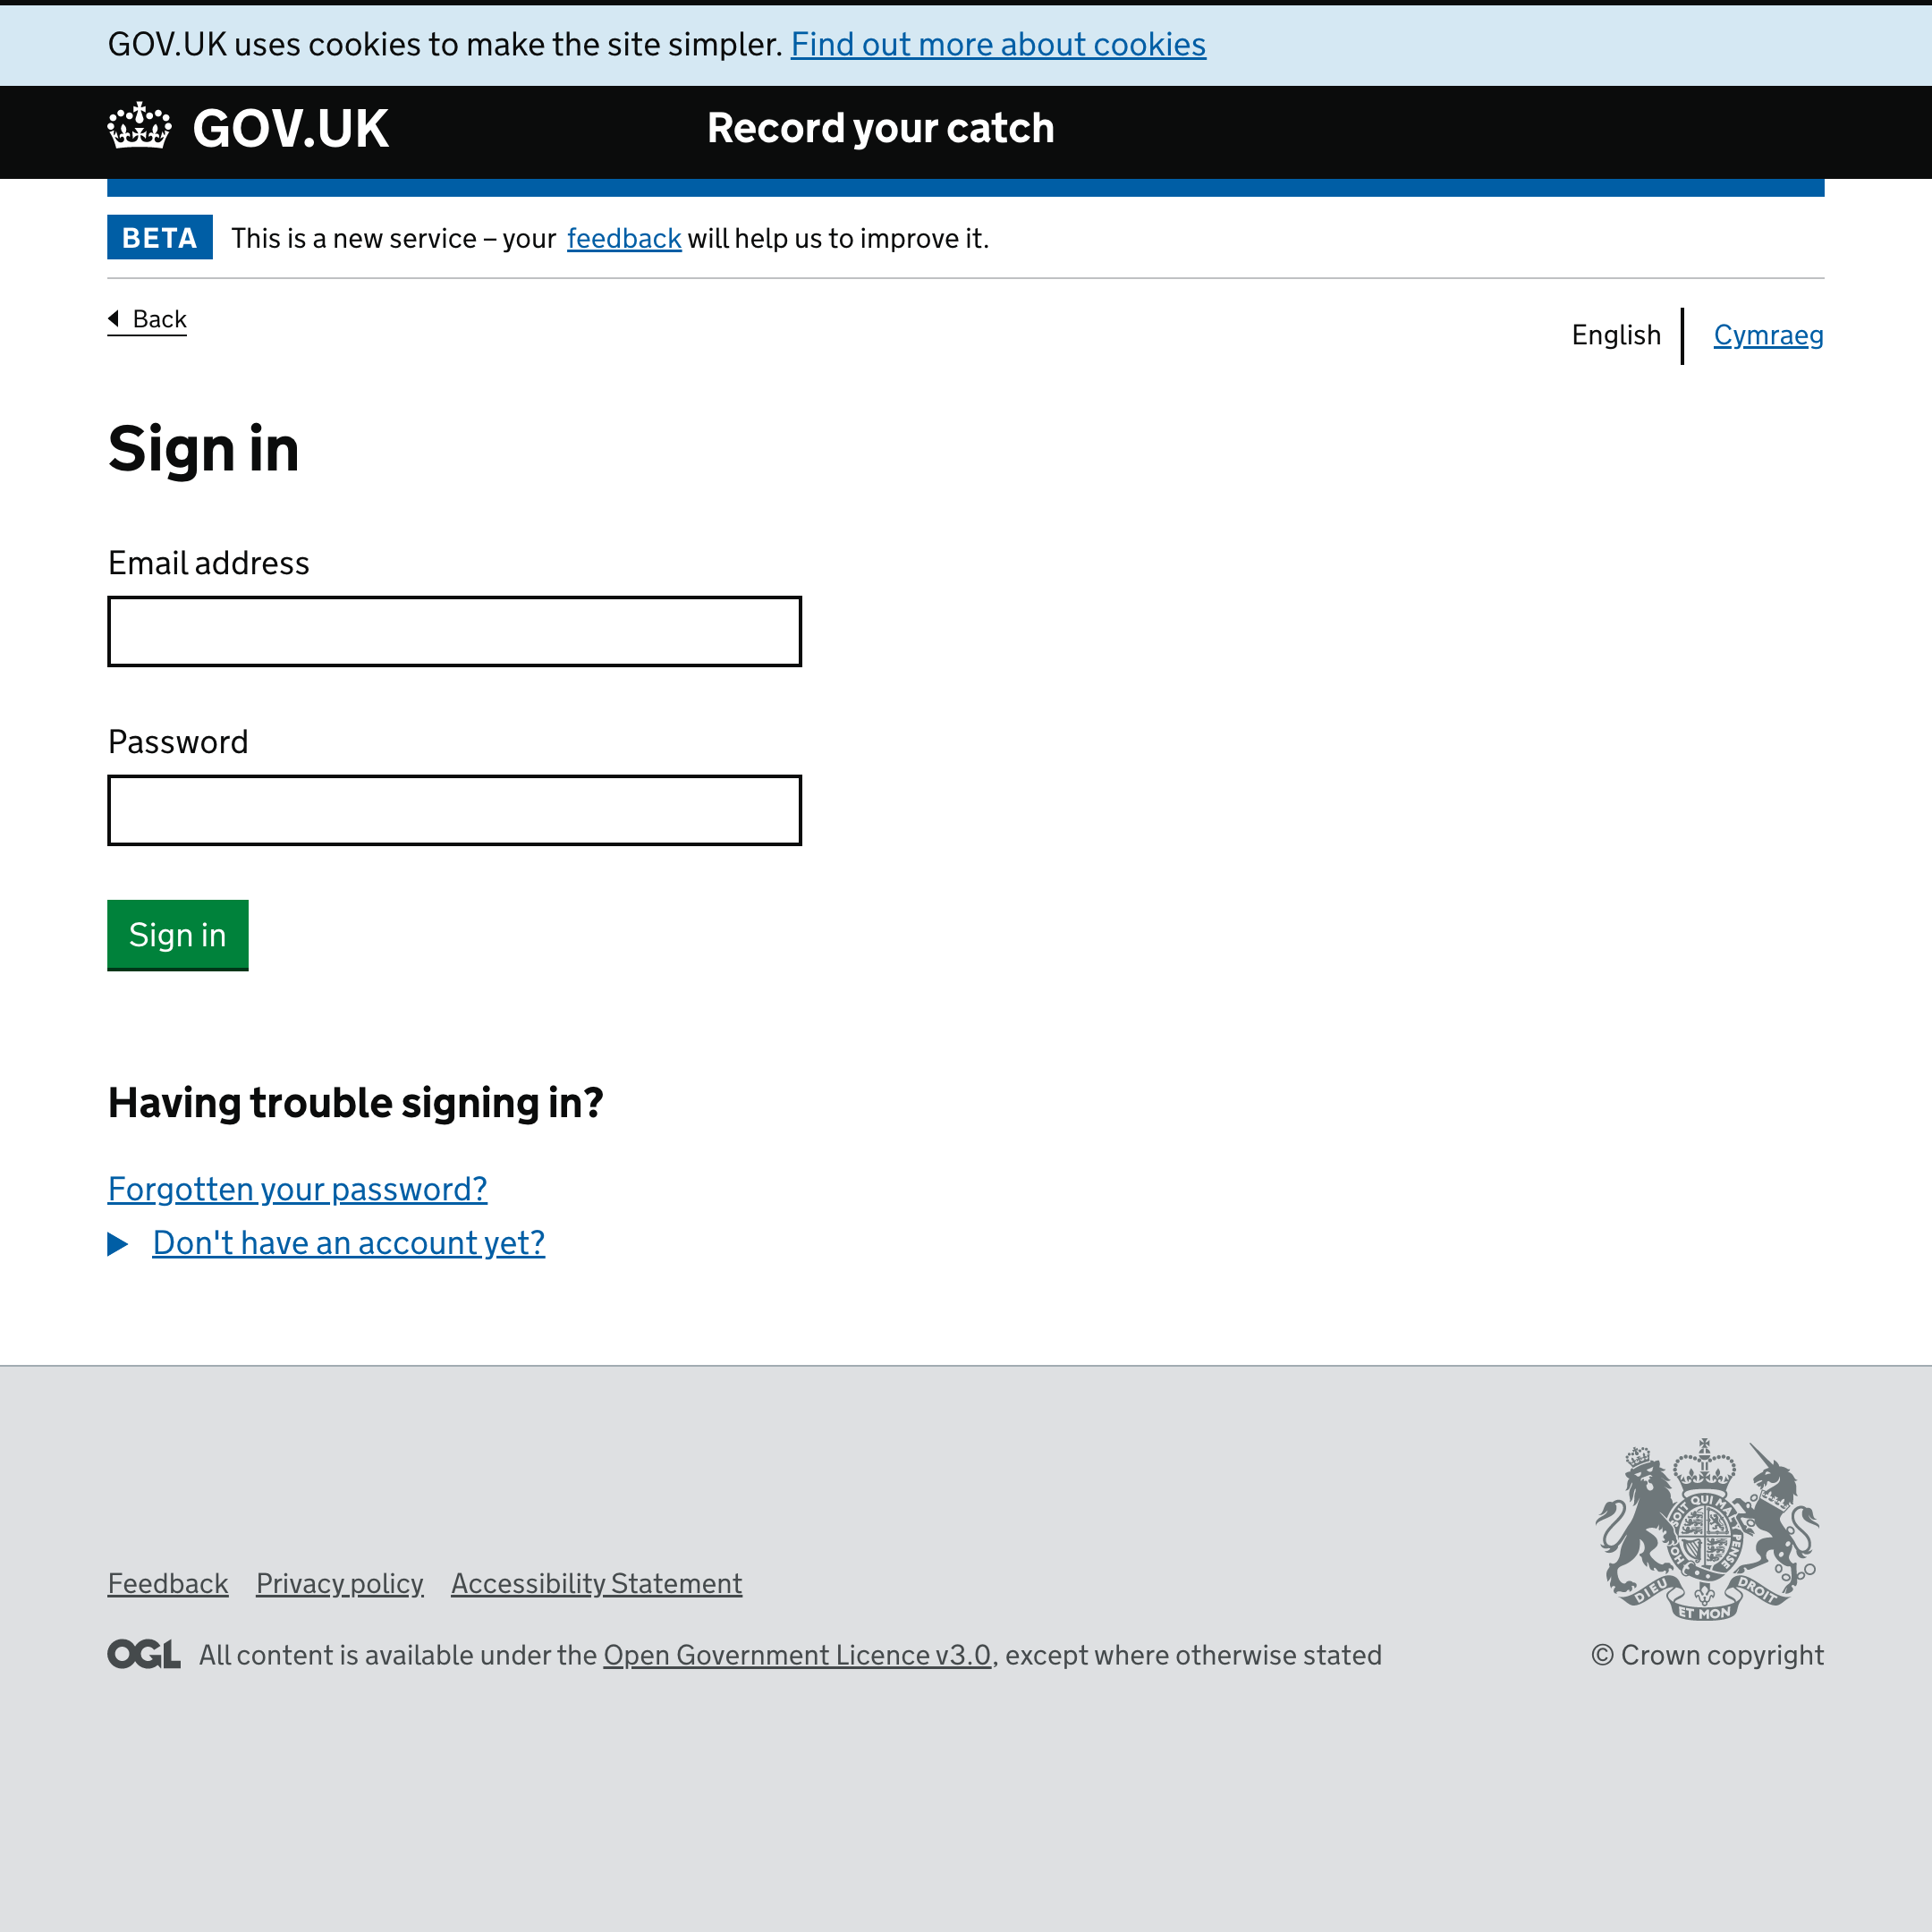 GOV.UK uses cookies to make the site simpler. Find out more about cookies
GOV.UK
Record your catch
BETA
This is a new service – your feedback will help us to improve it.
Back
English
Cymraeg
Sign in
Email address
Password
Sign in
Having trouble signing in?
Forgotten your password?
Don't have an account yet?
Feedback
Privacy policy
Accessibility Statement
OGL
All content is available under the Open Government Licence v3.0, except where otherwise stated
DIEU ET MON DROIT
© Crown copyright